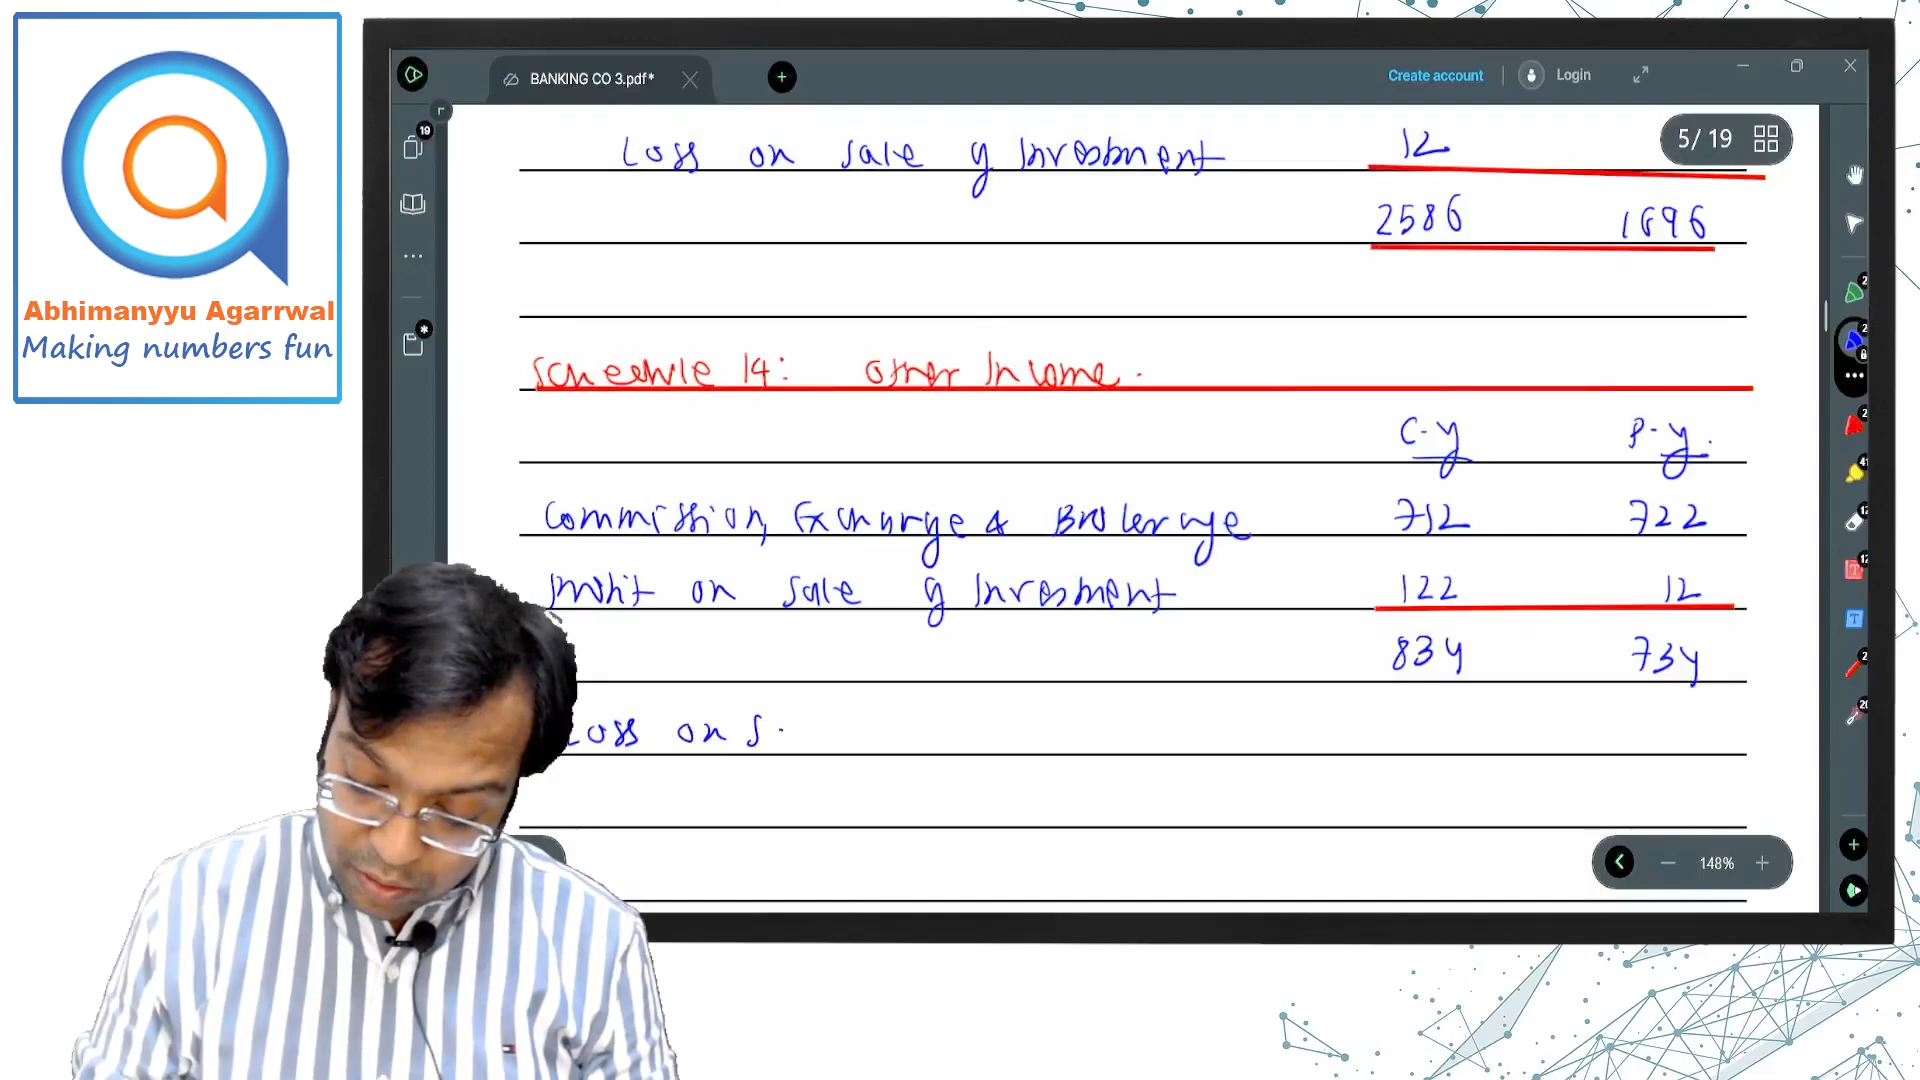 Abhimanyyu Agarrwal
Making numbers fun
BANKING CO 3.pdf*
Create account
Login
19
5/ 19
Loss on Sale of Investment 12
2586 1696
Schedule 14: Other Income.
C.Y P.Y.
Commission, Exchange & Brokerage 712 722
Profit on Sale of Investment 122 12
834 734
Loss on S.
148%